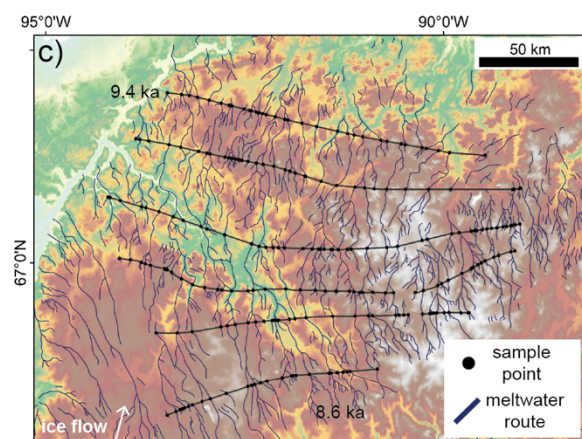 95°0'W
90°0'W
c)
50 km
9.4 ka
67°0'N
8.6 ka
ice flow
sample
point
meltwater
route